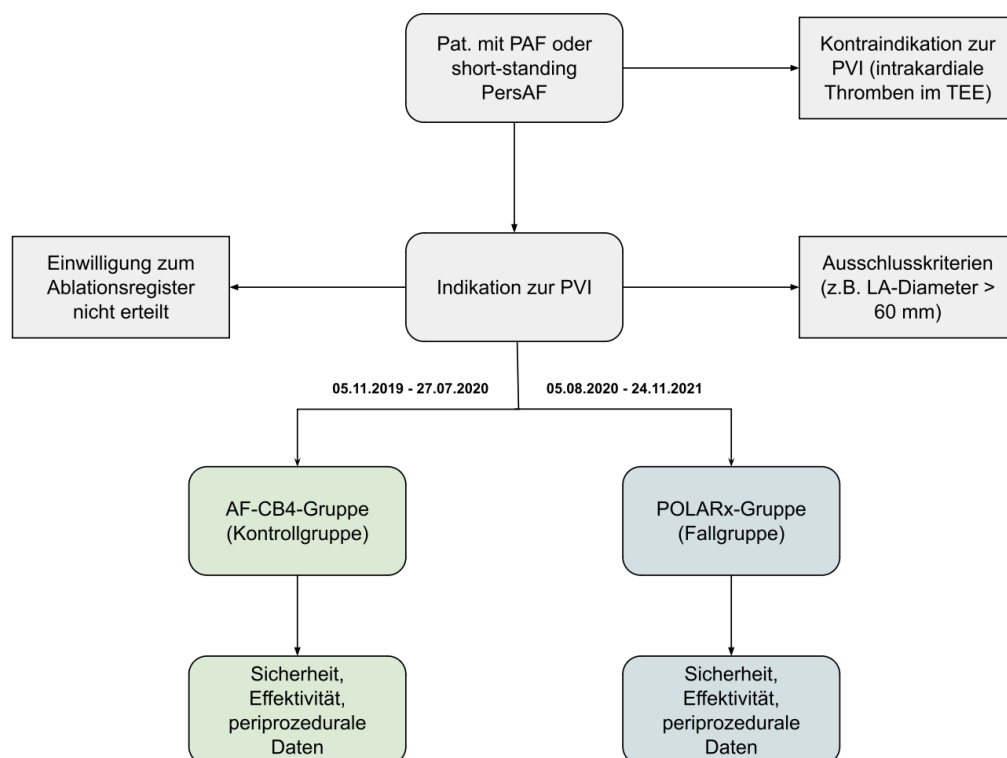 Pat. mit PAF oder
short-standing
PersAF
Kontraindikation zur
PVI (intrakardiale
Thromben im TEE)
Einwilligung zum
Ablationsregister
nicht erteilt
Indikation zur PVI
Ausschlusskriterien
(z.B. LA-Diameter >
60 mm)
05.11.2019 - 27.07.2020
05.08.2020 - 24.11.2021
AF-CB4-Gruppe
(Kontrollgruppe)
POLARx-Gruppe
(Fallgruppe)
Sicherheit,
Effektivität,
periprozedurale
Daten
Sicherheit,
Effektivität,
periprozedurale
Daten